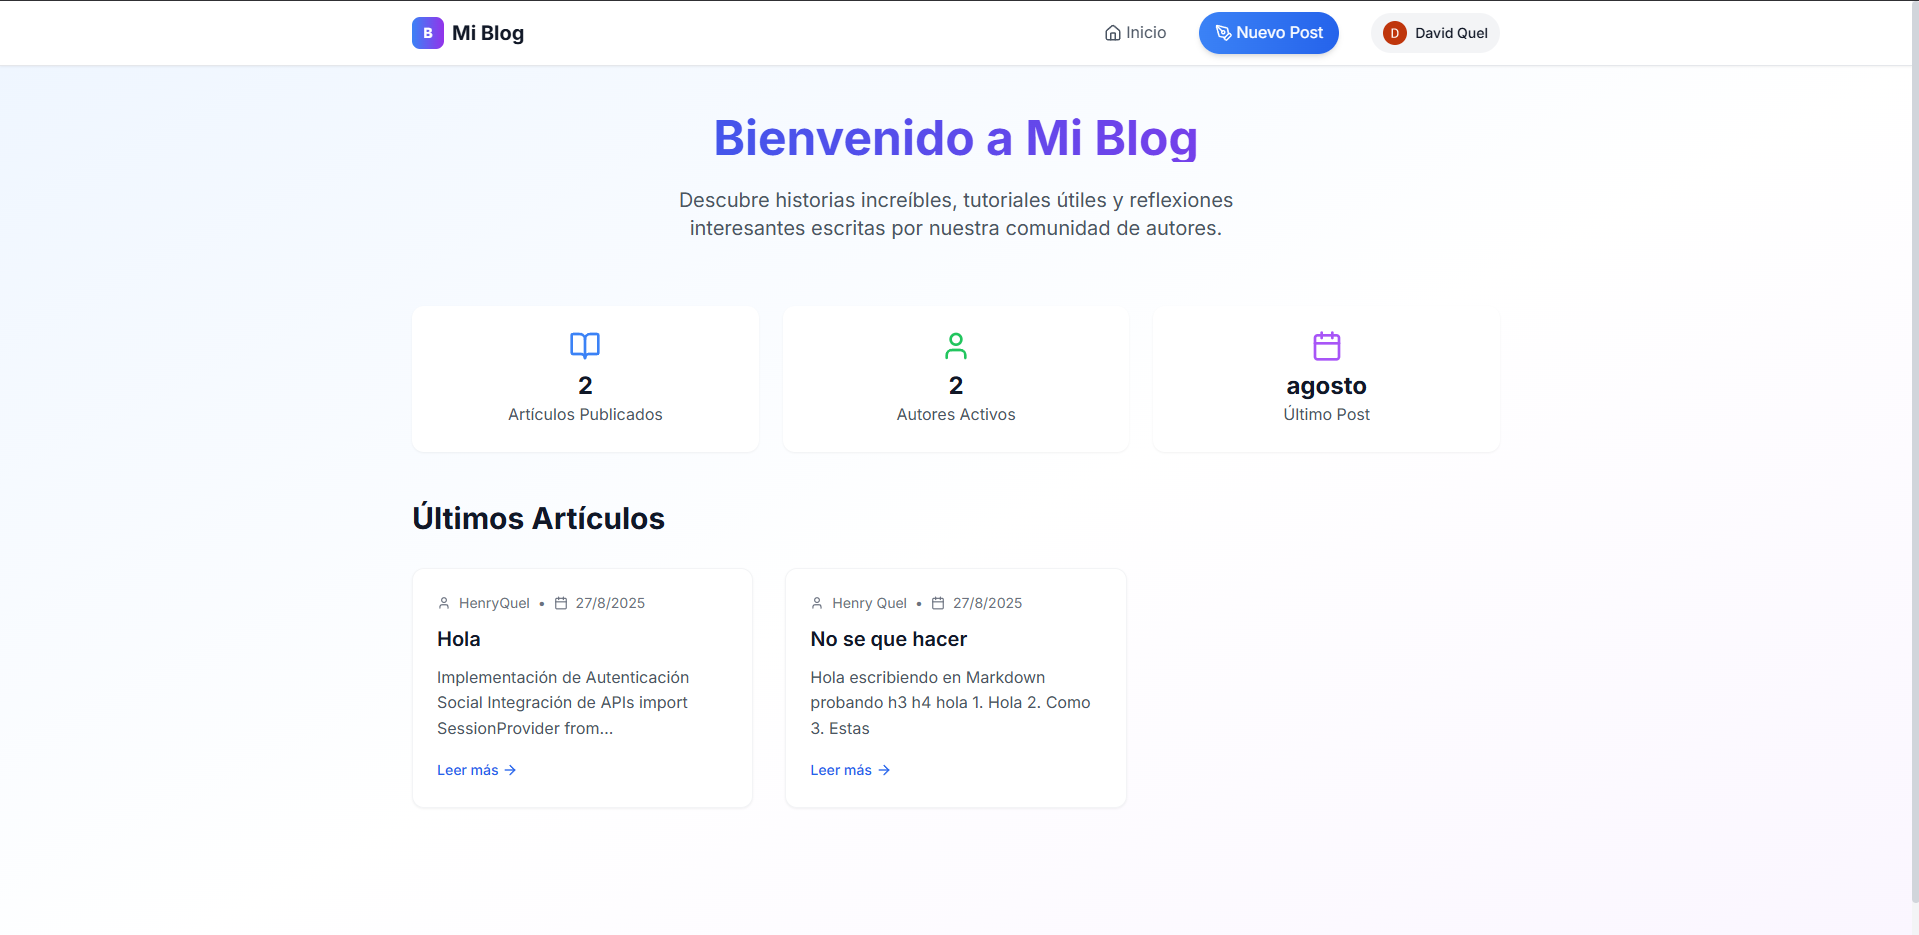 B Mi Blog
Inicio
Nuevo Post
D David Quel
Bienvenido a Mi Blog
Descubre historias increíbles, tutoriales útiles y reflexiones
interesantes escritas por nuestra comunidad de autores.
2
Artículos Publicados
2
Autores Activos
agosto
Último Post
Últimos Artículos
HenryQuel • 27/8/2025
Hola
Implementación de Autenticación
Social Integración de APIs import
SessionProvider from...
Leer más →
Henry Quel • 27/8/2025
No se que hacer
Hola escribiendo en Markdown
probando h3 h4 hola 1. Hola 2. Como
3. Estas
Leer más →